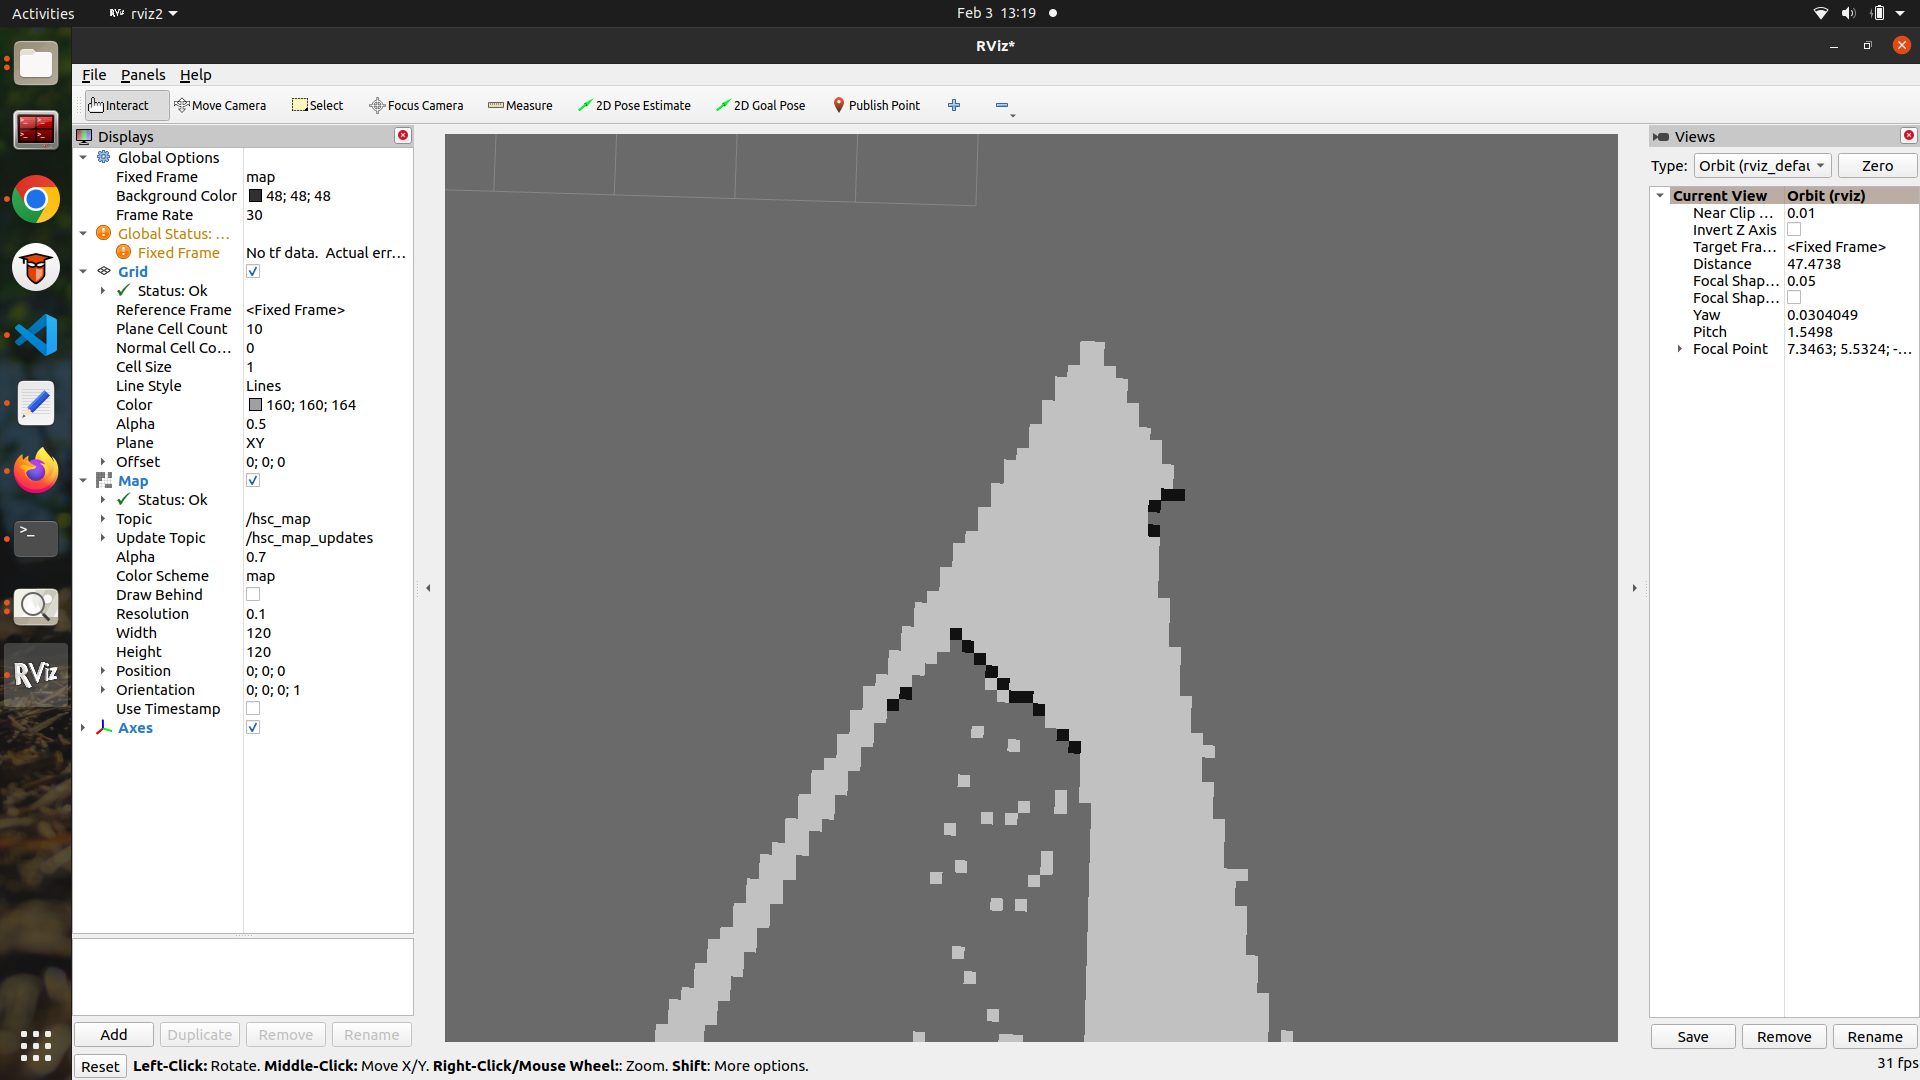 Activities
RViz rviz2
Feb 3 13:19
RViz*
File Panels Help
Interact Move Camera Select Focus Camera Measure 2D Pose Estimate 2D Goal Pose Publish Point
Displays
Global Options
Fixed Frame map
Background Color 48; 48; 48
Frame Rate 30
Global Status: ...
Fixed Frame No tf data. Actual err...
Grid
Status: Ok
Reference Frame <Fixed Frame>
Plane Cell Count 10
Normal Cell Co... 0
Cell Size 1
Line Style Lines
Color 160; 160; 164
Alpha 0.5
Plane XY
Offset 0; 0; 0
Map
Status: Ok
Topic /hsc_map
Update Topic /hsc_map_updates
Alpha 0.7
Color Scheme map
Draw Behind
Resolution 0.1
Width 120
Height 120
Position 0; 0; 0
Orientation 0; 0; 0; 1
Use Timestamp
Axes
Add Duplicate Remove Rename
Reset Left-Click: Rotate. Middle-Click: Move X/Y. Right-Click/Mouse Wheel:: Zoom. Shift: More options.
Views
Type: Orbit (rviz_defau Zero
Current View Orbit (rviz)
Near Clip ... 0.01
Invert Z Axis
Target Fra... <Fixed Frame>
Distance 47.4738
Focal Shap... 0.05
Focal Shap...
Yaw 0.0304049
Pitch 1.5498
Focal Point 7.3463; 5.5324; -...
Save Remove Rename
31 fps
RViz